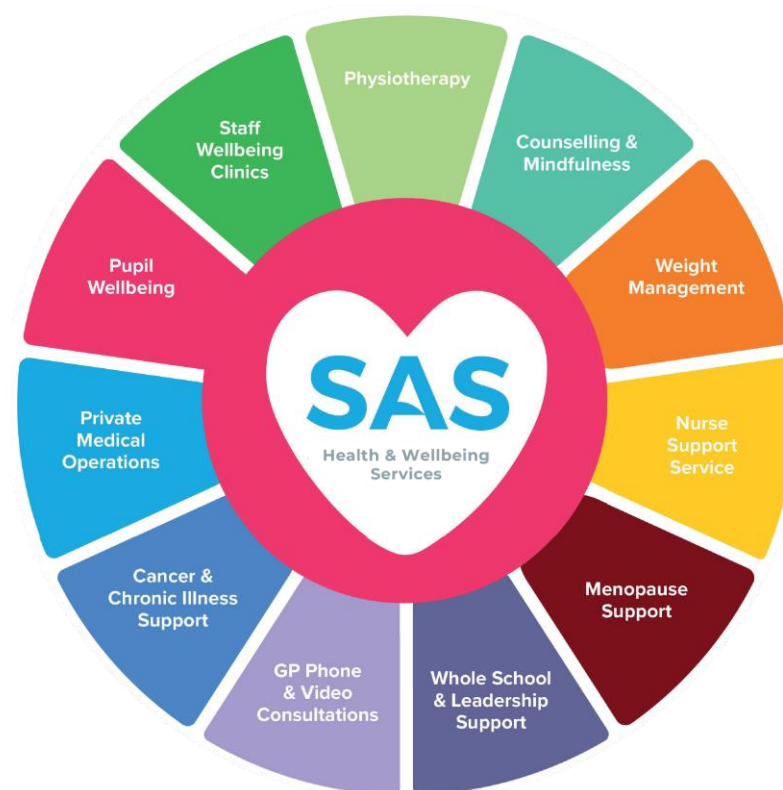 Physiotherapy
Counselling &
Mindfulness
Weight
Management
Nurse
Support
Service
Menopause
Support
Whole School
& Leadership
Support
GP Phone
& Video
Consultations
Cancer &
Chronic Illness
Support
Private
Medical
Operations
Pupil
Wellbeing
Staff
Wellbeing
Clinics
SAS
Health & Wellbeing
Services